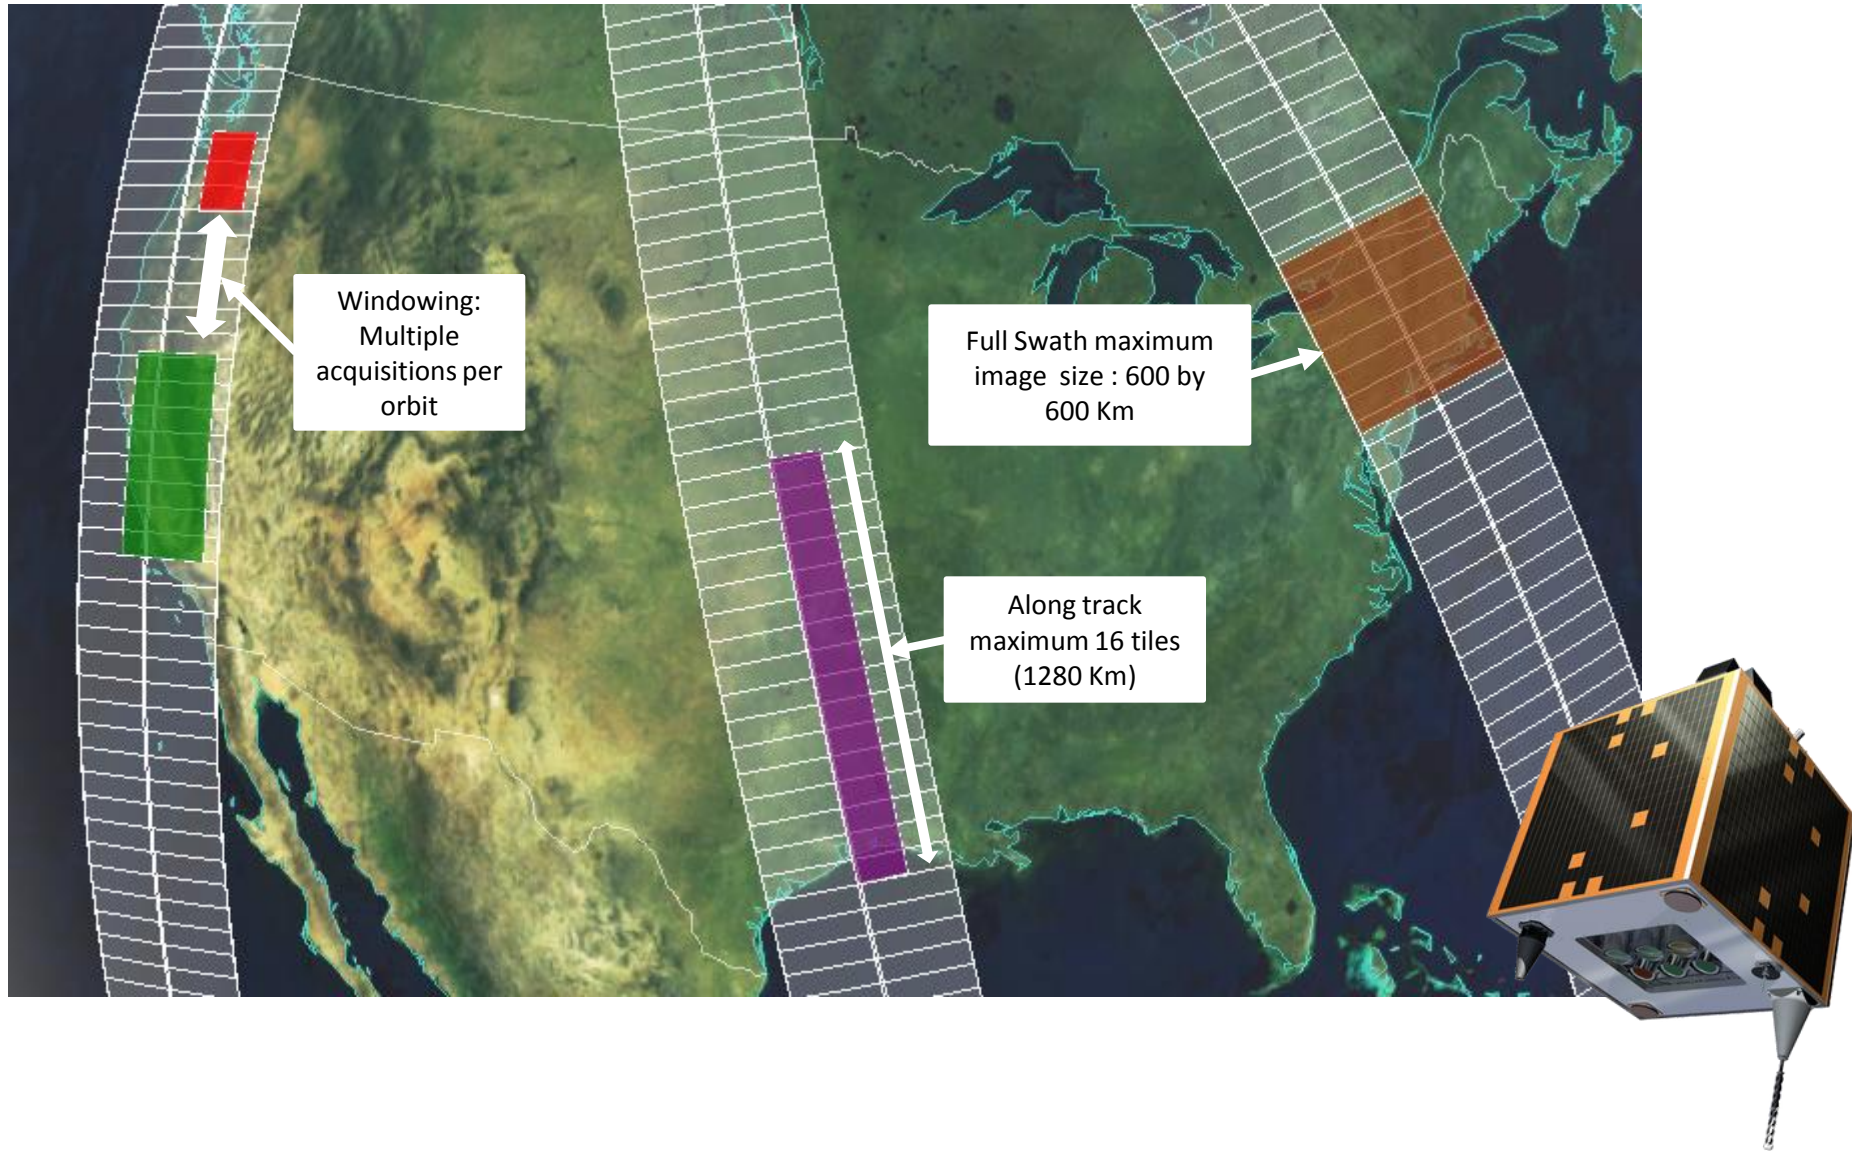 Windowing:
Multiple
acquisitions per
orbit
Full Swath maximum
image size : 600 by
600 Km
Along track
maximum 16 tiles
(1280 Km)